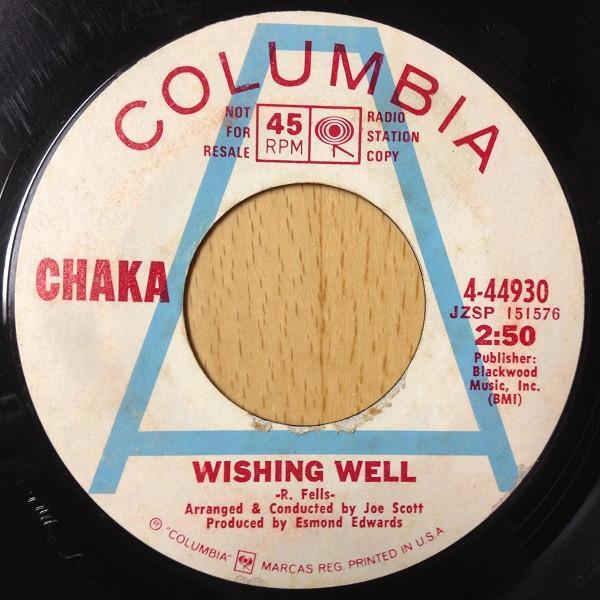 COLUMBIA
NOT
FOR
RESALE
45
RPM
RADIO
STATION
COPY
CHAKA
4-44930
JZSP 151576
2:50
Publisher:
Blackwood
Music, Inc.
(BMI)
WISHING WELL
-R. Fells-
Arranged & Conducted by Joe Scott
Produced by Esmond Edwards
Ⓟ "COLUMBIA" MARCAS REG. PRINTED IN U.S.A